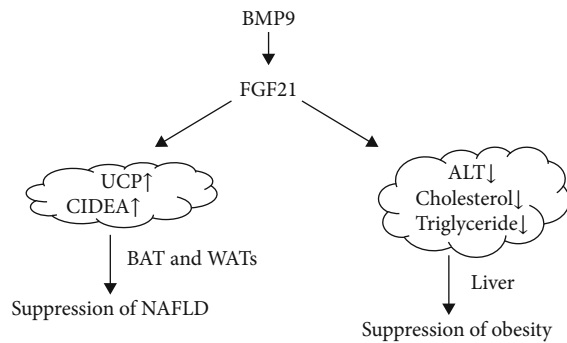 BMP9
FGF21
UCP↑
CIDEA↑
BAT and WATs
Suppression of NAFLD
ALT↓
Cholesterol↓
Triglyceride↓
Liver
Suppression of obesity